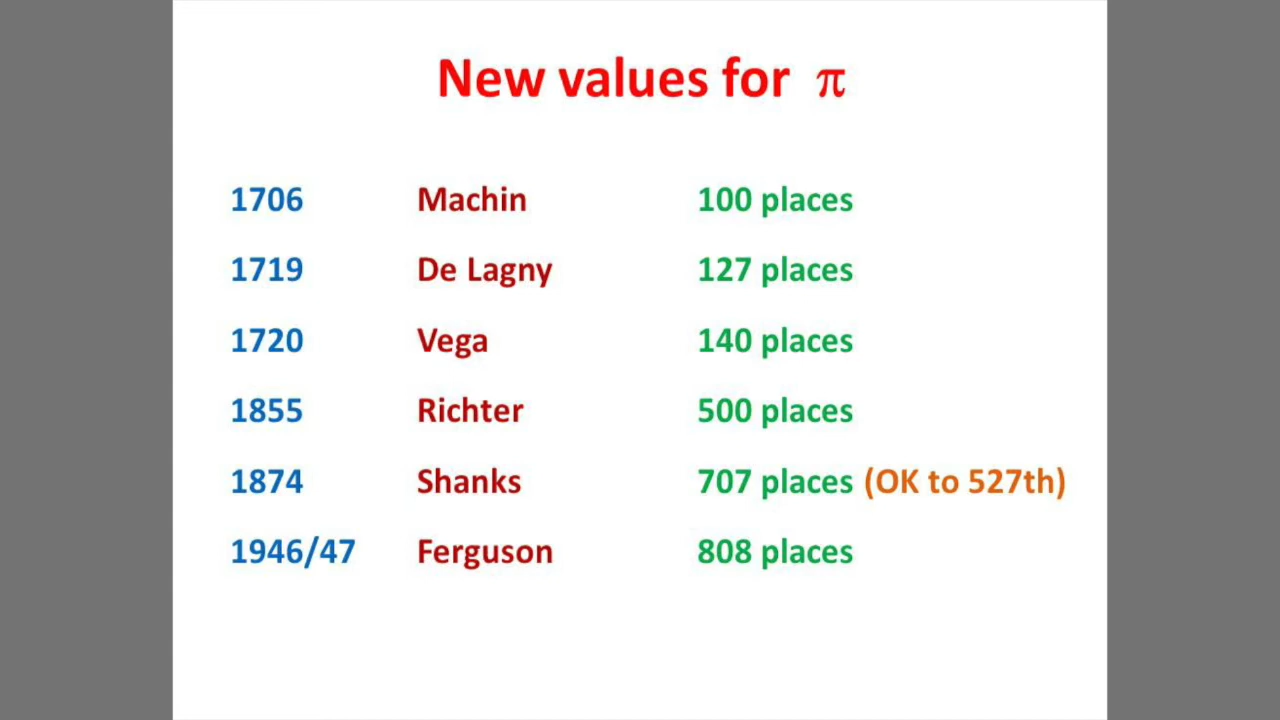 New values for π
1706 Machin 100 places
1719 De Lagny 127 places
1720 Vega 140 places
1855 Richter 500 places
1874 Shanks 707 places (OK to 527th)
1946/47 Ferguson 808 places